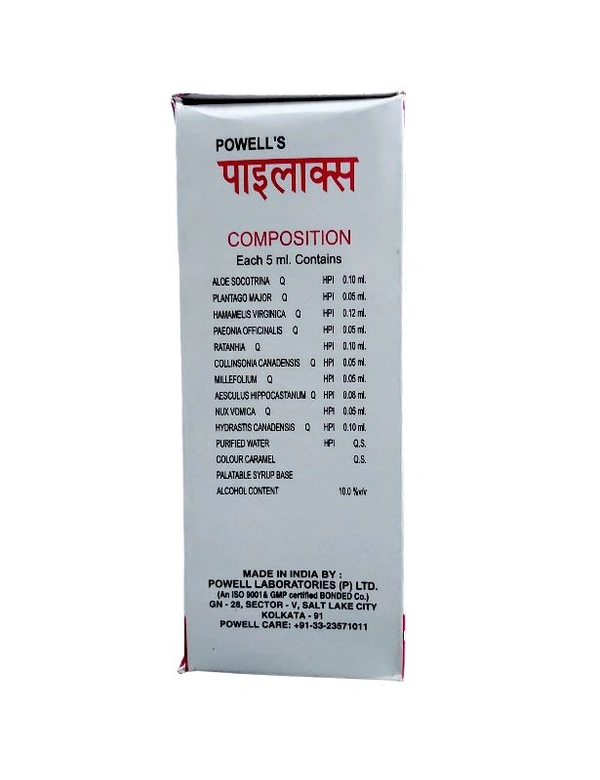 POWELL'S
पाइलाक्स
COMPOSITION
Each 5 ml. Contains
ALOE SOCOTRINA Q HPI 0.10 ml.
PLANTAGO MAJOR Q HPI 0.05 ml.
HAMAMELIS VIRGINICA Q HPI 0.12 ml.
PAEONIA OFFICINALIS Q HPI 0.05 ml.
RATANHIA Q HPI 0.10 ml.
COLLINSONIA CANADENSIS Q HPI 0.05 ml.
MILLEFOLIUM Q HPI 0.05 ml.
AESCULUS HIPPOCASTANUM Q HPI 0.08 ml.
NUX VOMICA Q HPI 0.05 ml.
HYDRASTIS CANADENSIS Q HPI 0.10 ml.
PURIFIED WATER HPI Q.S.
COLOUR CARAMEL Q.S.
PALATABLE SYRUP BASE
ALCOHOL CONTENT 10.0 %v/v
MADE IN INDIA BY :
POWELL LABORATORIES (P) LTD.
(An ISO 9001& GMP certified BONDED Co.)
GN - 28, SECTOR - V, SALT LAKE CITY
KOLKATA - 91
POWELL CARE: +91-33-23571011